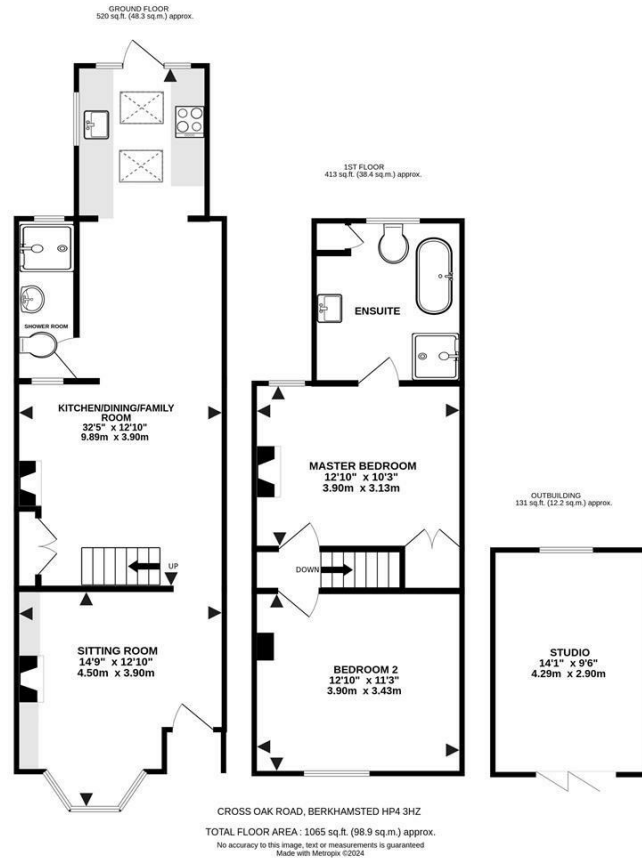 GROUND FLOOR
520 sq.ft. (48.3 sq.m.) approx.
1ST FLOOR
413 sq.ft. (38.4 sq.m.) approx.
SHOWER ROOM
ENSUITE
KITCHEN/DINING/FAMILY
ROOM
32'5" x 12'10"
9.89m x 3.90m
MASTER BEDROOM
12'10" x 10'3"
3.90m x 3.13m
OUTBUILDING
131 sq.ft. (12.2 sq.m.) approx.
UP
DOWN
SITTING ROOM
14'9" x 12'10"
4.50m x 3.90m
BEDROOM 2
12'10" x 11'3"
3.90m x 3.43m
STUDIO
14'1" x 9'6"
4.29m x 2.90m
CROSS OAK ROAD, BERKHAMSTED HP4 3HZ
TOTAL FLOOR AREA : 1065 sq.ft. (98.9 sq.m.) approx.
No accuracy to this image, text or measurements is guaranteed
Made with Metropix ©2024